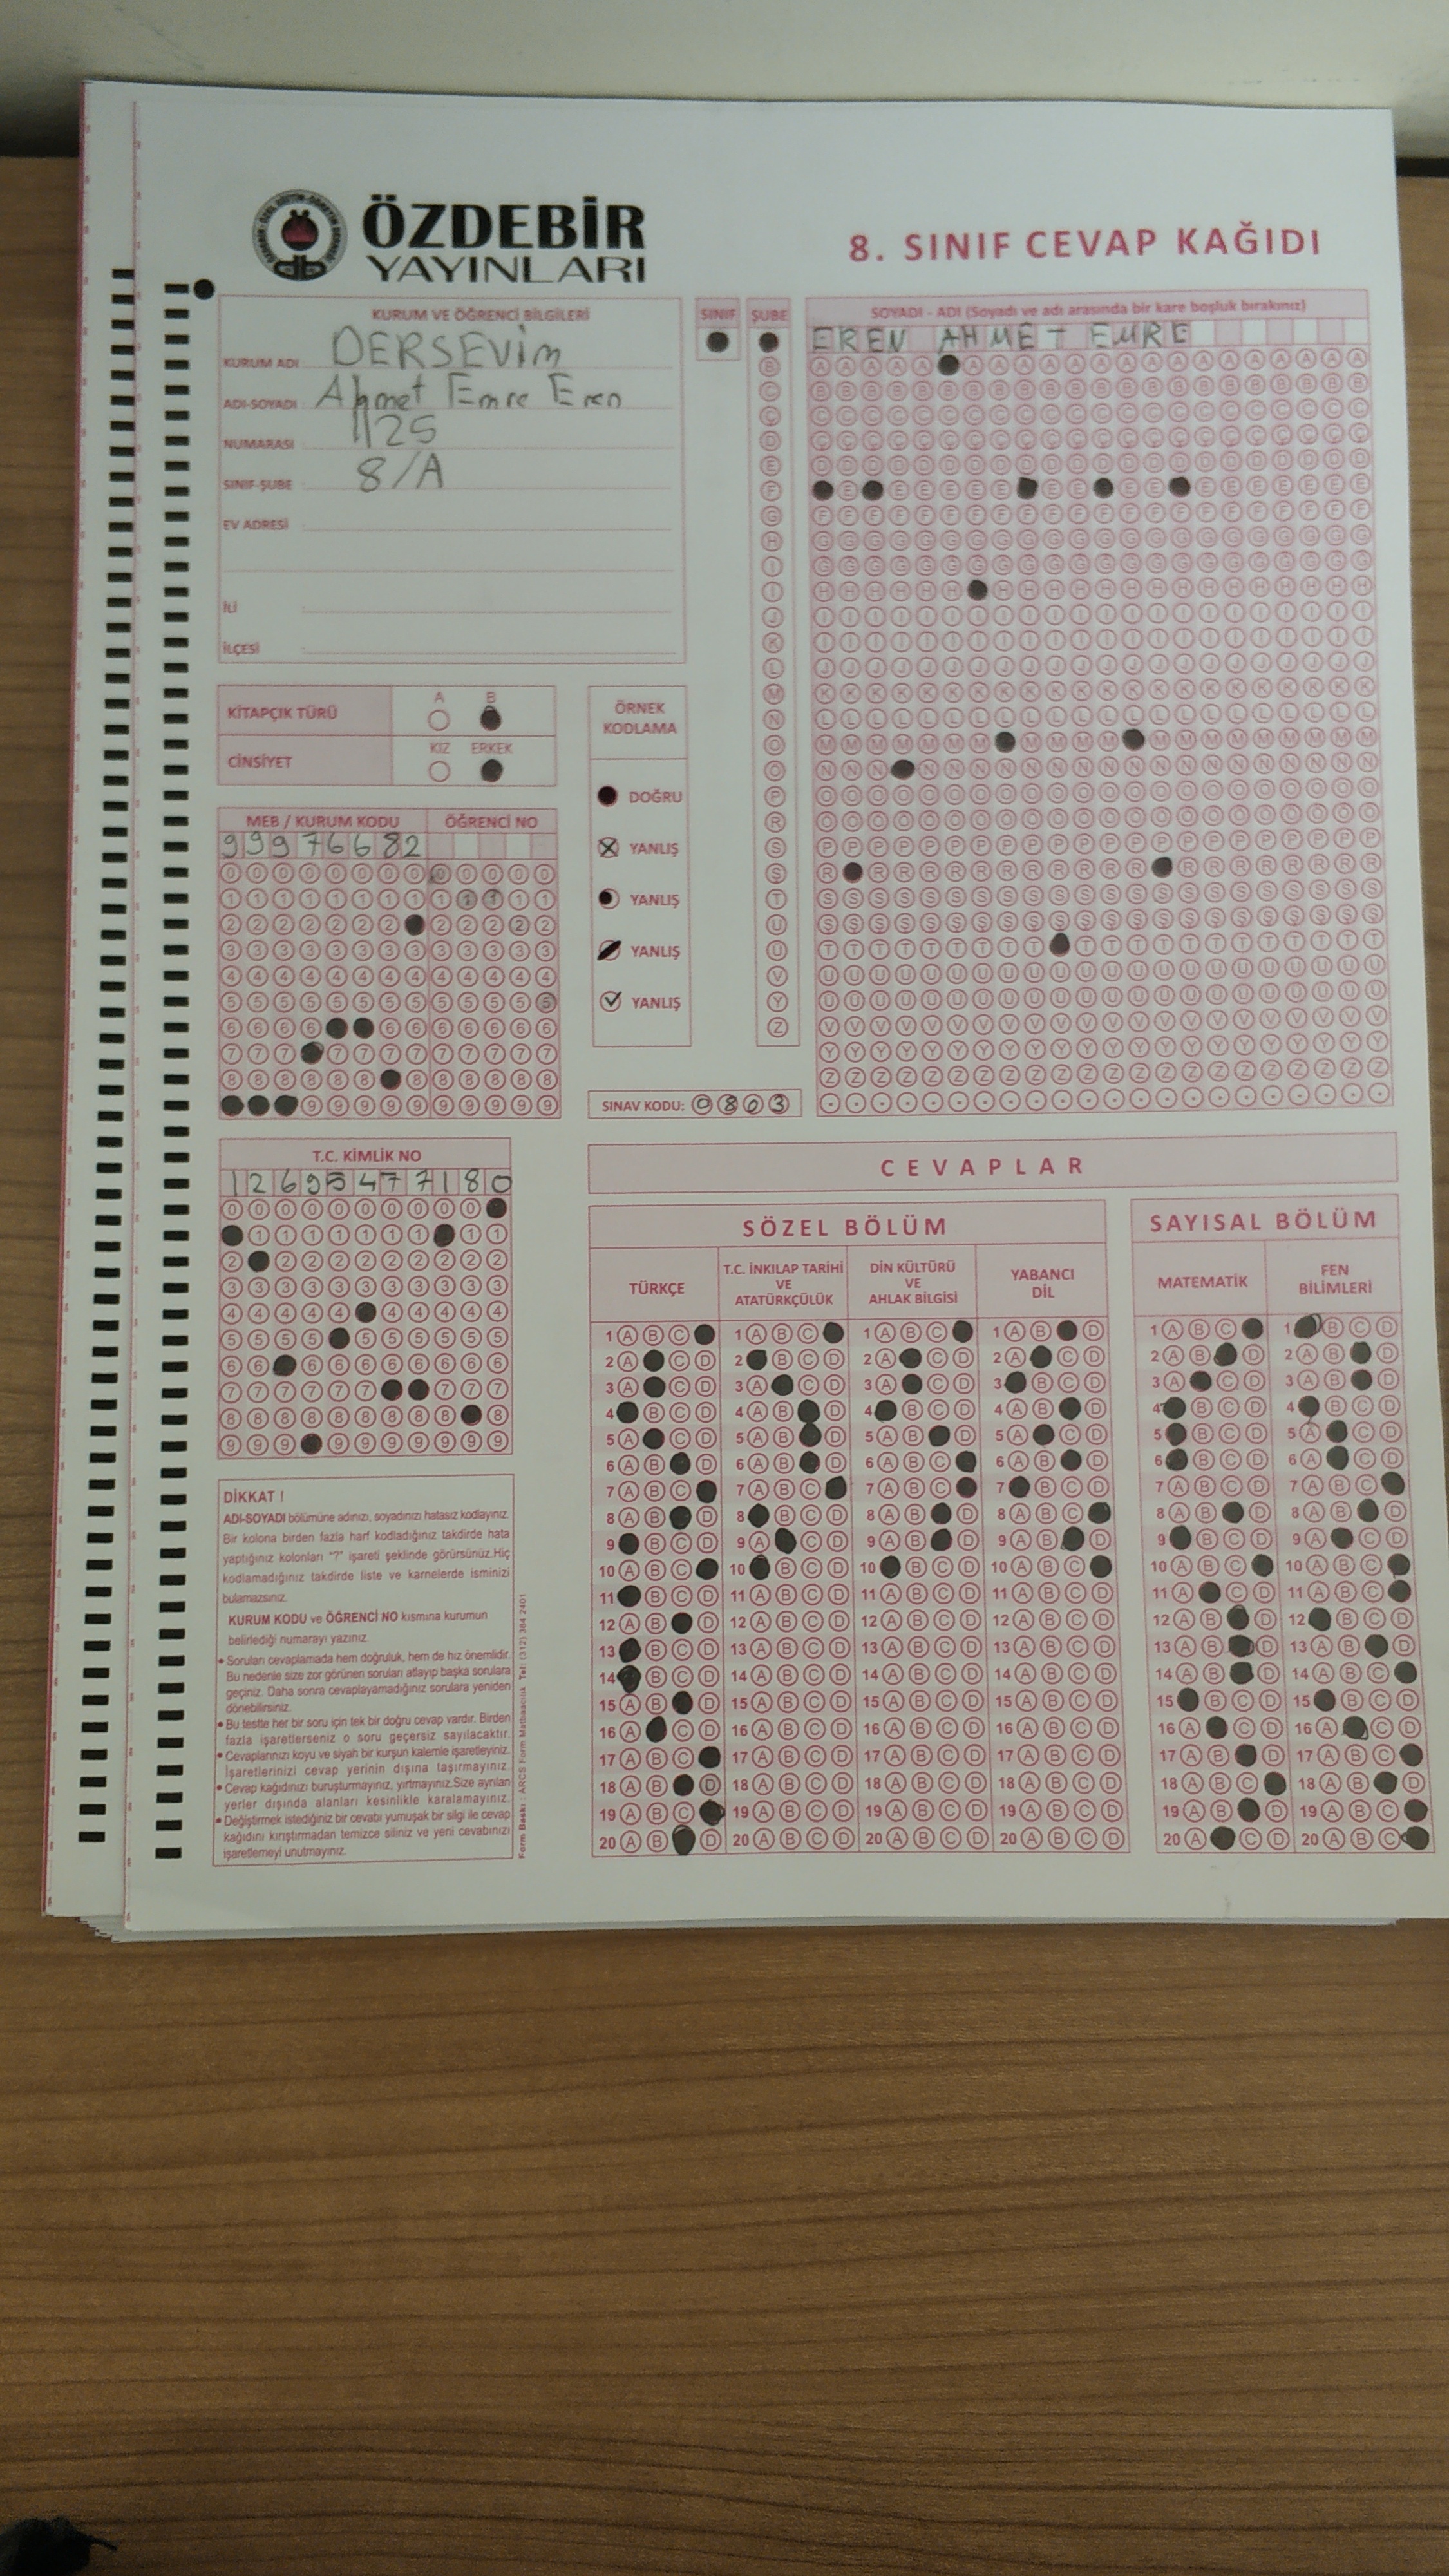 ÖZDEBİR
YAYINLARI
8. SINIF CEVAP KAĞIDI
KURUM VE ÖĞRENCİ BİLGİLERİ
KURUM ADI DERSEVİM
ADI-SOYADI Ahmet Emre Eren
NUMARASI 1125
SINIF-ŞUBE 8/A
EV ADRESİ
İLİ
İLÇESİ
SINIF ŞUBE
SOYADI - ADI (Soyadı ve adı arasında bir kare boşluk bırakınız)
EREN AHMET EMRE
KİTAPÇIK TÜRÜ A B
CİNSİYET KIZ ERKEK
ÖRNEK
KODLAMA
DOĞRU
YANLIŞ
YANLIŞ
YANLIŞ
YANLIŞ
MEB / KURUM KODU ÖĞRENCİ NO
99976682
SINAV KODU: 0803
T.C. KİMLİK NO
12695477180
DİKKAT !
ADI-SOYADI bölümüne adınızı, soyadınızı hatasız kodlayınız.
Bir kolona birden fazla harf kodladığınız takdirde hata
yaptığınız kolonları "?" işareti şeklinde görürsünüz.Hiç
kodlamadığınız takdirde liste ve karnelerde isminizi
bulamazsınız.
KURUM KODU ve ÖĞRENCİ NO kısmına kurumun
belirlediği numarayı yazınız.
• Soruları cevaplamada hem doğruluk, hem de hız önemlidir.
Bu nedenle size zor görünen soruları atlayıp başka sorulara
geçiniz. Daha sonra cevaplayamadığınız sorulara yeniden
dönebilirsiniz.
• Bu testte her bir soru için tek bir doğru cevap vardır. Birden
fazla işaretlerseniz o soru geçersiz sayılacaktır.
• Cevaplarınızı koyu ve siyah bir kurşun kalemle işaretleyiniz.
İşaretlerinizi cevap yerinin dışına taşırmayınız.
• Cevap kağıdınızı buruşturmayınız, yırtmayınız.Size ayrılan
yerler dışında alanları kesinlikle karalamayınız.
• Değiştirmek istediğiniz bir cevabı yumuşak bir silgi ile cevap
kağıdını kırıştırmadan temizce siliniz ve yeni cevabınızı
işaretlemeyi unutmayınız.
Form Baskı : ARCS Form Matbaacılık Tel: (312) 384 2401
CEVAPLAR
SÖZEL BÖLÜM
SAYISAL BÖLÜM
TÜRKÇE
T.C. İNKILAP TARİHİ
VE
ATATÜRKÇÜLÜK
DİN KÜLTÜRÜ
VE
AHLAK BİLGİSİ
YABANCI
DİL
MATEMATİK
FEN
BİLİMLERİ